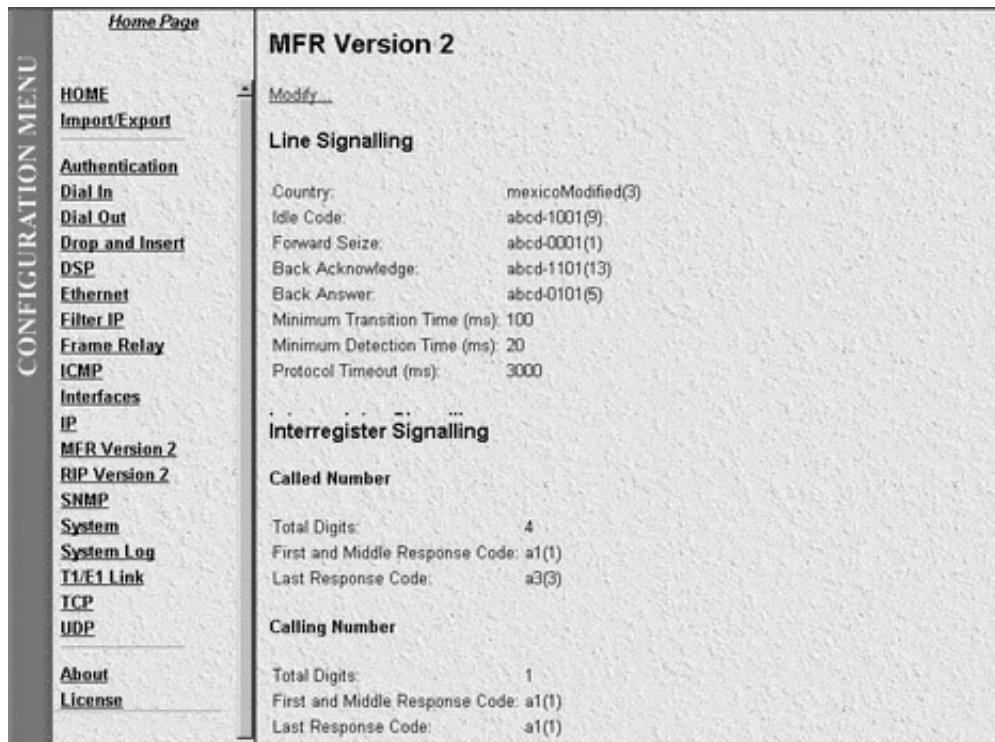 CONFIGURATION MENU
Home Page
HOME
Import/Export
Authentication
Dial In
Dial Out
Drop and Insert
DSP
Ethernet
Filter IP
Frame Relay
ICMP
Interfaces
IP
MFR Version 2
RIP Version 2
SNMP
System
System Log
T1/E1 Link
TCP
UDP
About
License
MFR Version 2
Modify...
Line Signalling
Country: mexicoModified(3)
Idle Code: abcd-1001(9)
Forward Seize: abcd-0001(1)
Back Acknowledge: abcd-1101(13)
Back Answer: abcd-0101(5)
Minimum Transition Time (ms): 100
Minimum Detection Time (ms): 20
Protocol Timeout (ms): 3000
Interregister Signalling
Called Number
Total Digits: 4
First and Middle Response Code: a1(1)
Last Response Code: a3(3)
Calling Number
Total Digits: 1
First and Middle Response Code: a1(1)
Last Response Code: a1(1)